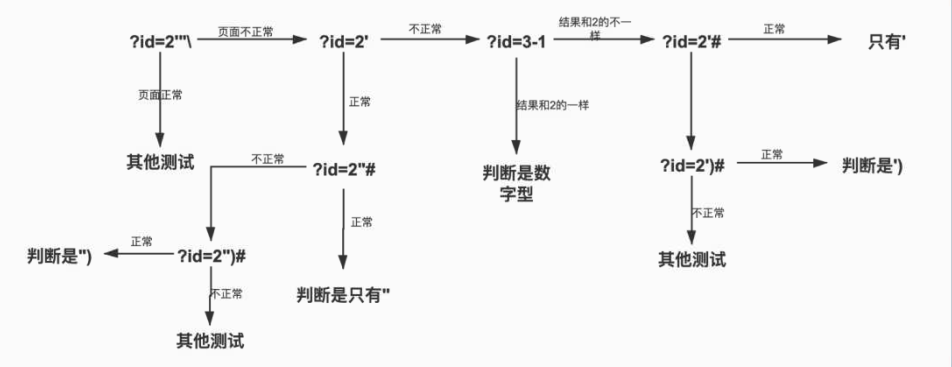 ?id=2'"\
页面不正常
?id=2'
不正常
?id=3-1
结果和2的不一
样
?id=2'#
正常
只有'
页面正常
正常
结果和2的一样
其他测试
不正常
?id=2"#
判断是数
字型
?id=2')#
正常
判断是')
正常
不正常
判断是")
正常
?id=2")#
其他测试
不正常
判断是只有"
其他测试